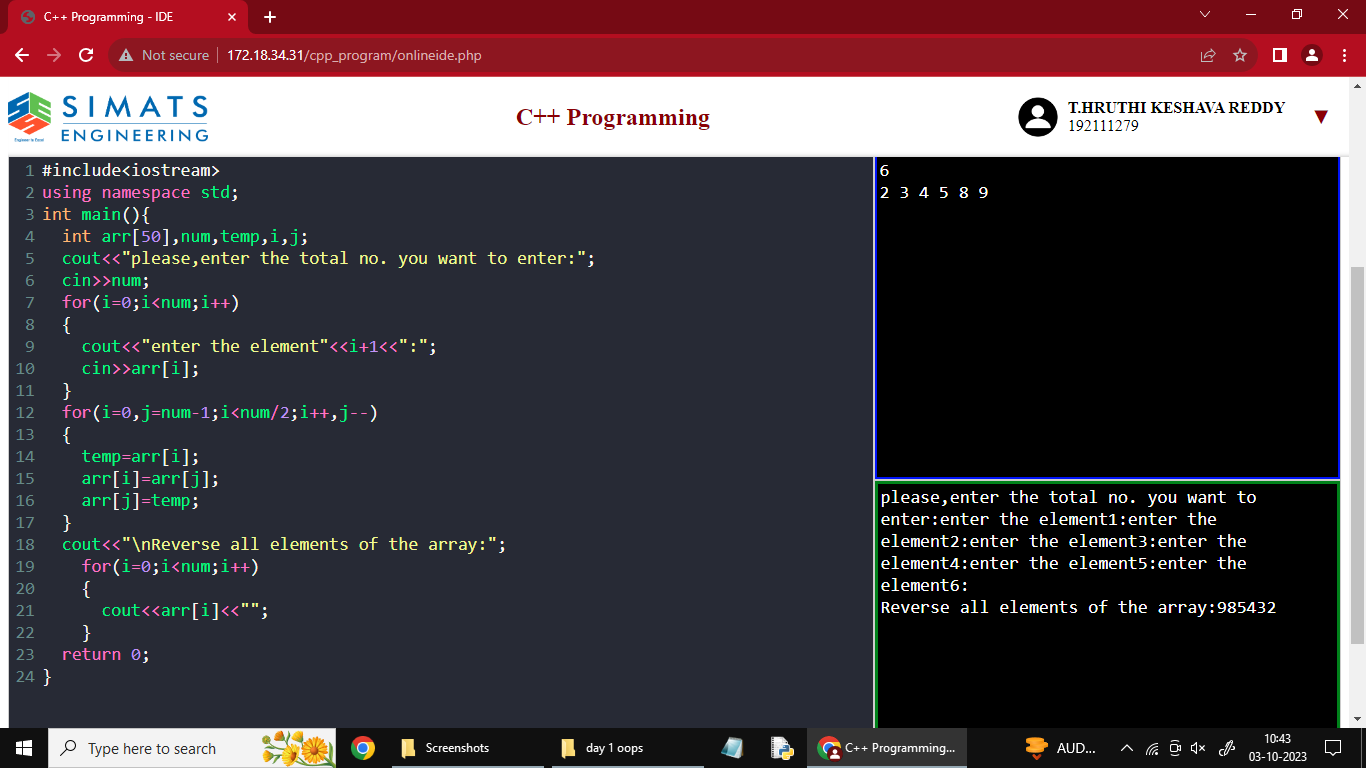 C++ Programming - IDE
Not secure
172.18.34.31/cpp_program/onlineide.php
SIMATS
ENGINEERING
Engineer to Excel
C++ Programming
T.HRUTHI KESHAVA REDDY
192111279
1 #include<iostream>
2 using namespace std;
3 int main(){
4   int arr[50],num,temp,i,j;
5   cout<<"please,enter the total no. you want to enter:";
6   cin>>num;
7   for(i=0;i<num;i++)
8   {
9     cout<<"enter the element"<<i+1<<":";
10     cin>>arr[i];
11   }
12   for(i=0,j=num-1;i<num/2;i++,j--)
13   {
14     temp=arr[i];
15     arr[i]=arr[j];
16     arr[j]=temp;
17   }
18   cout<<"\nReverse all elements of the array:";
19     for(i=0;i<num;i++)
20     {
21       cout<<arr[i]<<"";
22     }
23   return 0;
24 }
6
2 3 4 5 8 9
please,enter the total no. you want to
enter:enter the element1:enter the
element2:enter the element3:enter the
element4:enter the element5:enter the
element6:
Reverse all elements of the array:985432
Type here to search
Screenshots
day 1 oops
C++ Programming...
AUD...
10:43
03-10-2023